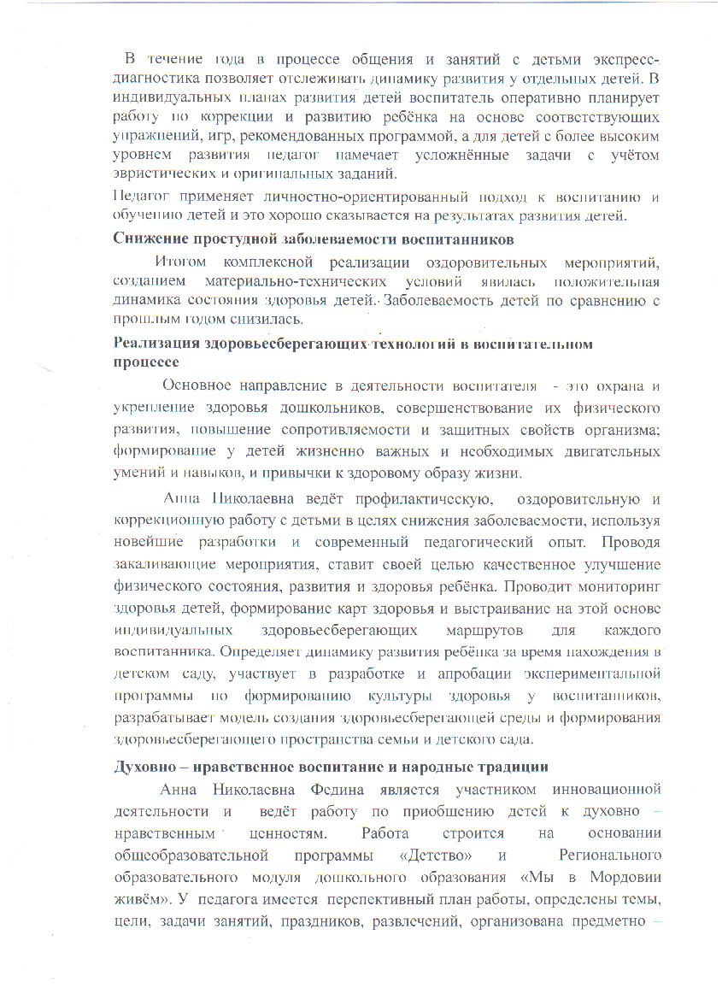 В течение года в процессе общения и занятий с детьми экспресс-
диагностика позволяет отслеживать динамику развития у отдельных детей. В
индивидуальных планах развития детей воспитатель оперативно планирует
работу по коррекции и развитию ребёнка на основе соответствующих
упражнений, игр, рекомендованных программой, а для детей с более высоким
уровнем развития педагог намечает усложнённые задачи с учётом
эвристических и оригинальных заданий.
Педагог применяет личностно-ориентированный подход к воспитанию и
обучению детей и это хорошо сказывается на результатах развития детей.
Снижение простудной заболеваемости воспитанников
Итогом комплексной реализации оздоровительных мероприятий,
созданием материально-технических условий явилась положительная
динамика состояния здоровья детей. Заболеваемость детей по сравнению с
прошлым годом снизилась.
Реализация здоровьесберегающих технологий в воспитательном
процессе
Основное направление в деятельности воспитателя - это охрана и
укрепление здоровья дошкольников, совершенствование их физического
развития, повышение сопротивляемости и защитных свойств организма;
формирование у детей жизненно важных и необходимых двигательных
умений и навыков, и привычки к здоровому образу жизни.
Анна Николаевна ведёт профилактическую, оздоровительную и
коррекционную работу с детьми в целях снижения заболеваемости, используя
новейшие разработки и современный педагогический опыт. Проводя
закаливающие мероприятия, ставит своей целью качественное улучшение
физического состояния, развития и здоровья ребёнка. Проводит мониторинг
здоровья детей, формирование карт здоровья и выстраивание на этой основе
индивидуальных здоровьесберегающих маршрутов для каждого
воспитанника. Определяет динамику развития ребёнка за время нахождения в
детском саду, участвует в разработке и апробации экспериментальной
программы по формированию культуры здоровья у воспитанников,
разрабатывает модель создания здоровьесберегающей среды и формирования
здоровьесберегающего пространства семьи и детского сада.
Духовно – нравственное воспитание и народные традиции
Анна Николаевна Федина является участником инновационной
деятельности и ведёт работу по приобщению детей к духовно –
нравственным ценностям. Работа строится на основании
общеобразовательной программы «Детство» и Регионального
образовательного модуля дошкольного образования «Мы в Мордовии
живём». У педагога имеется перспективный план работы, определены темы,
цели, задачи занятий, праздников, развлечений, организована предметно –